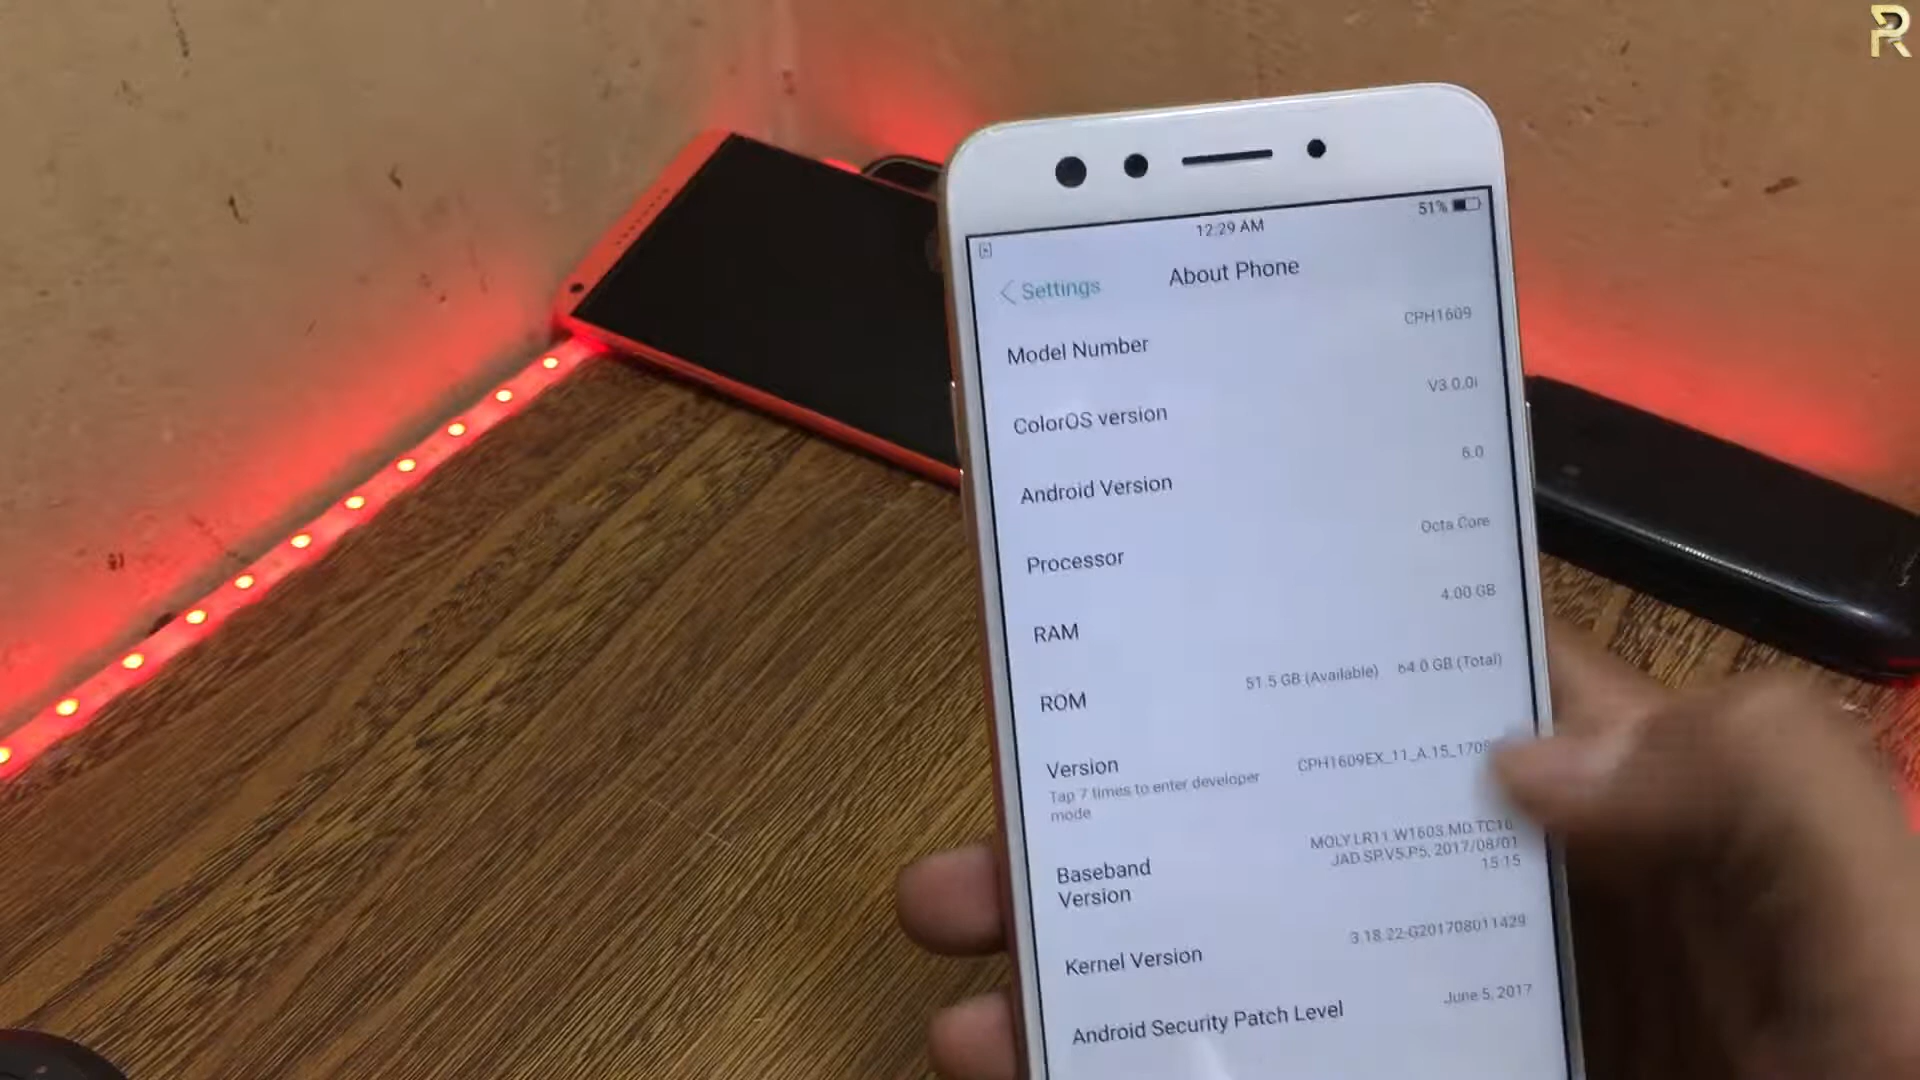 12:29 AM
51%
Settings
About Phone
Model Number
CPH1609
ColorOS version
V3.0.0i
Android Version
6.0
Processor
Octa Core
RAM
4.00 GB
ROM
51.5 GB (Available) 64.0 GB (Total)
Version
Tap 7 times to enter developer
mode
CPH1609EX_11_A.15_1708
Baseband
Version
MOLY.LR11.W1603.MD.TC16
JAD.SP.V5.P5, 2017/08/01
15:15
Kernel Version
3.18.22-G201708011429
Android Security Patch Level
June 5, 2017